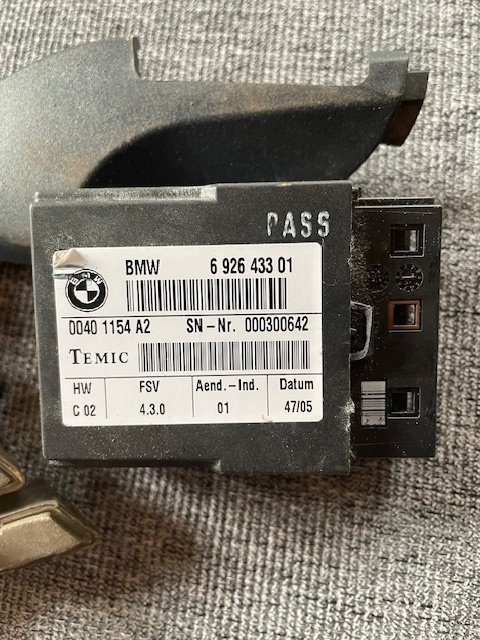 PASS
BMW 6 926 433 01
BMW
0040 1154 A2 SN-Nr. 000300642
TEMIC
HW FSV Aend.-Ind. Datum
C 02 4.3.0 01 47/05